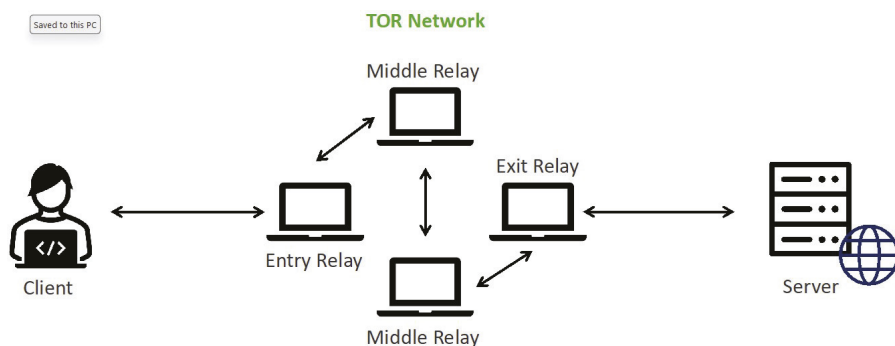 Saved to this PC
TOR Network
Middle Relay
Exit Relay
Entry Relay
Client
Server
Middle Relay